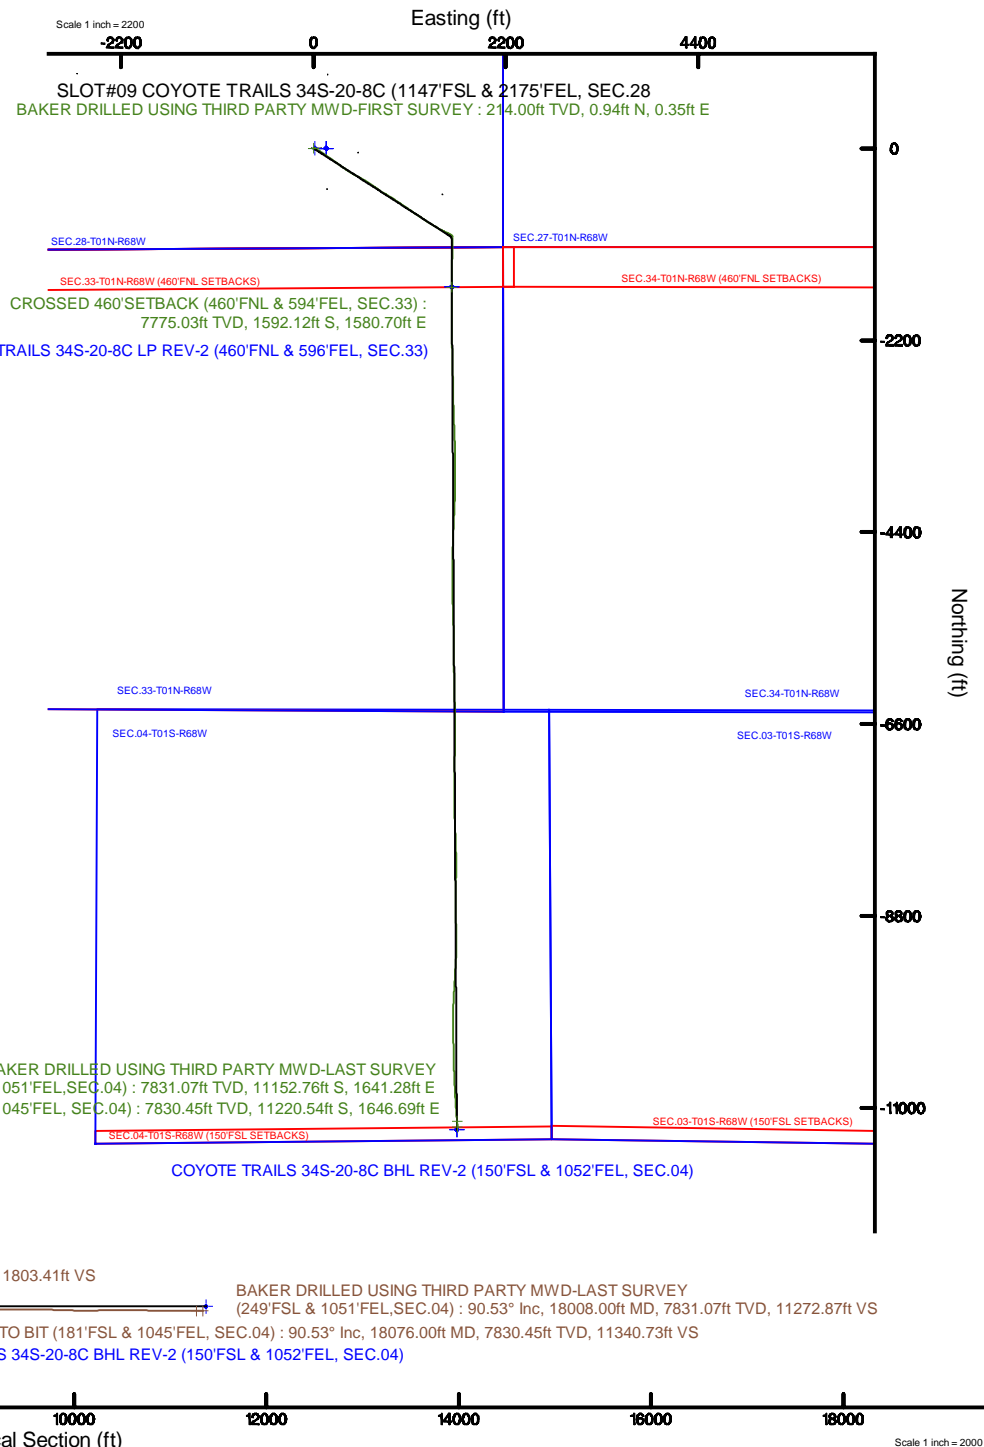 Easting (ft)
Scale 1 inch = 2200
-2200 0 2200 4400
SLOT#09 COYOTE TRAILS 34S-20-8C (1147'FSL & 2175'FEL, SEC.28
BAKER DRILLED USING THIRD PARTY MWD-FIRST SURVEY : 214.00ft TVD, 0.94ft N, 0.35ft E
0
SEC.28-T01N-R68W
SEC.27-T01N-R68W
SEC.33-T01N-R68W (460'FNL SETBACKS)
SEC.34-T01N-R68W (460'FNL SETBACKS)
CROSSED 460'SETBACK (460'FNL & 594'FEL, SEC.33) :
7775.03ft TVD, 1592.12ft S, 1580.70ft E
-2200
TRAILS 34S-20-8C LP REV-2 (460'FNL & 596'FEL, SEC.33)
-4400
Northing (ft)
SEC.33-T01N-R68W
SEC.34-T01N-R68W
-6600
SEC.04-T01S-R68W
SEC.03-T01S-R68W
-8800
AKER DRILLED USING THIRD PARTY MWD-LAST SURVEY
051'FEL,SEC.04) : 7831.07ft TVD, 11152.76ft S, 1641.28ft E
045'FEL, SEC.04) : 7830.45ft TVD, 11220.54ft S, 1646.69ft E
-11000
SEC.03-T01S-R68W (150'FSL SETBACKS)
SEC.04-T01S-R68W (150'FSL SETBACKS)
COYOTE TRAILS 34S-20-8C BHL REV-2 (150'FSL & 1052'FEL, SEC.04)
1803.41ft VS
BAKER DRILLED USING THIRD PARTY MWD-LAST SURVEY
(249'FSL & 1051'FEL,SEC.04) : 90.53° Inc, 18008.00ft MD, 7831.07ft TVD, 11272.87ft VS
TO BIT (181'FSL & 1045'FEL, SEC.04) : 90.53° Inc, 18076.00ft MD, 7830.45ft TVD, 11340.73ft VS
S 34S-20-8C BHL REV-2 (150'FSL & 1052'FEL, SEC.04)
10000 12000 14000 16000 18000
cal Section (ft)
Scale 1 inch = 2000